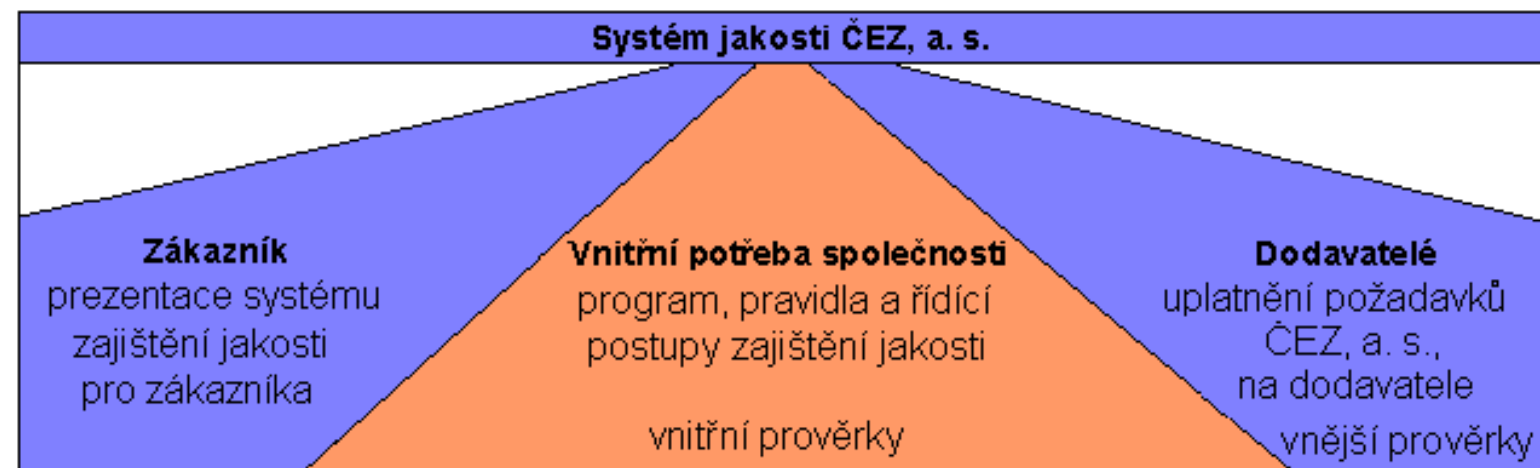 Systém jakosti ČEZ, a. s.
Zákazník
prezentace systému
zajištění jakosti
pro zákazníka
Vnitřní potřeba společnosti
program, pravidla a řídící
postupy zajištění jakosti
vnitřní prověrky
Dodavatelé
uplatnění požadavků
ČEZ, a. s.,
na dodavatele
vnější prověrky